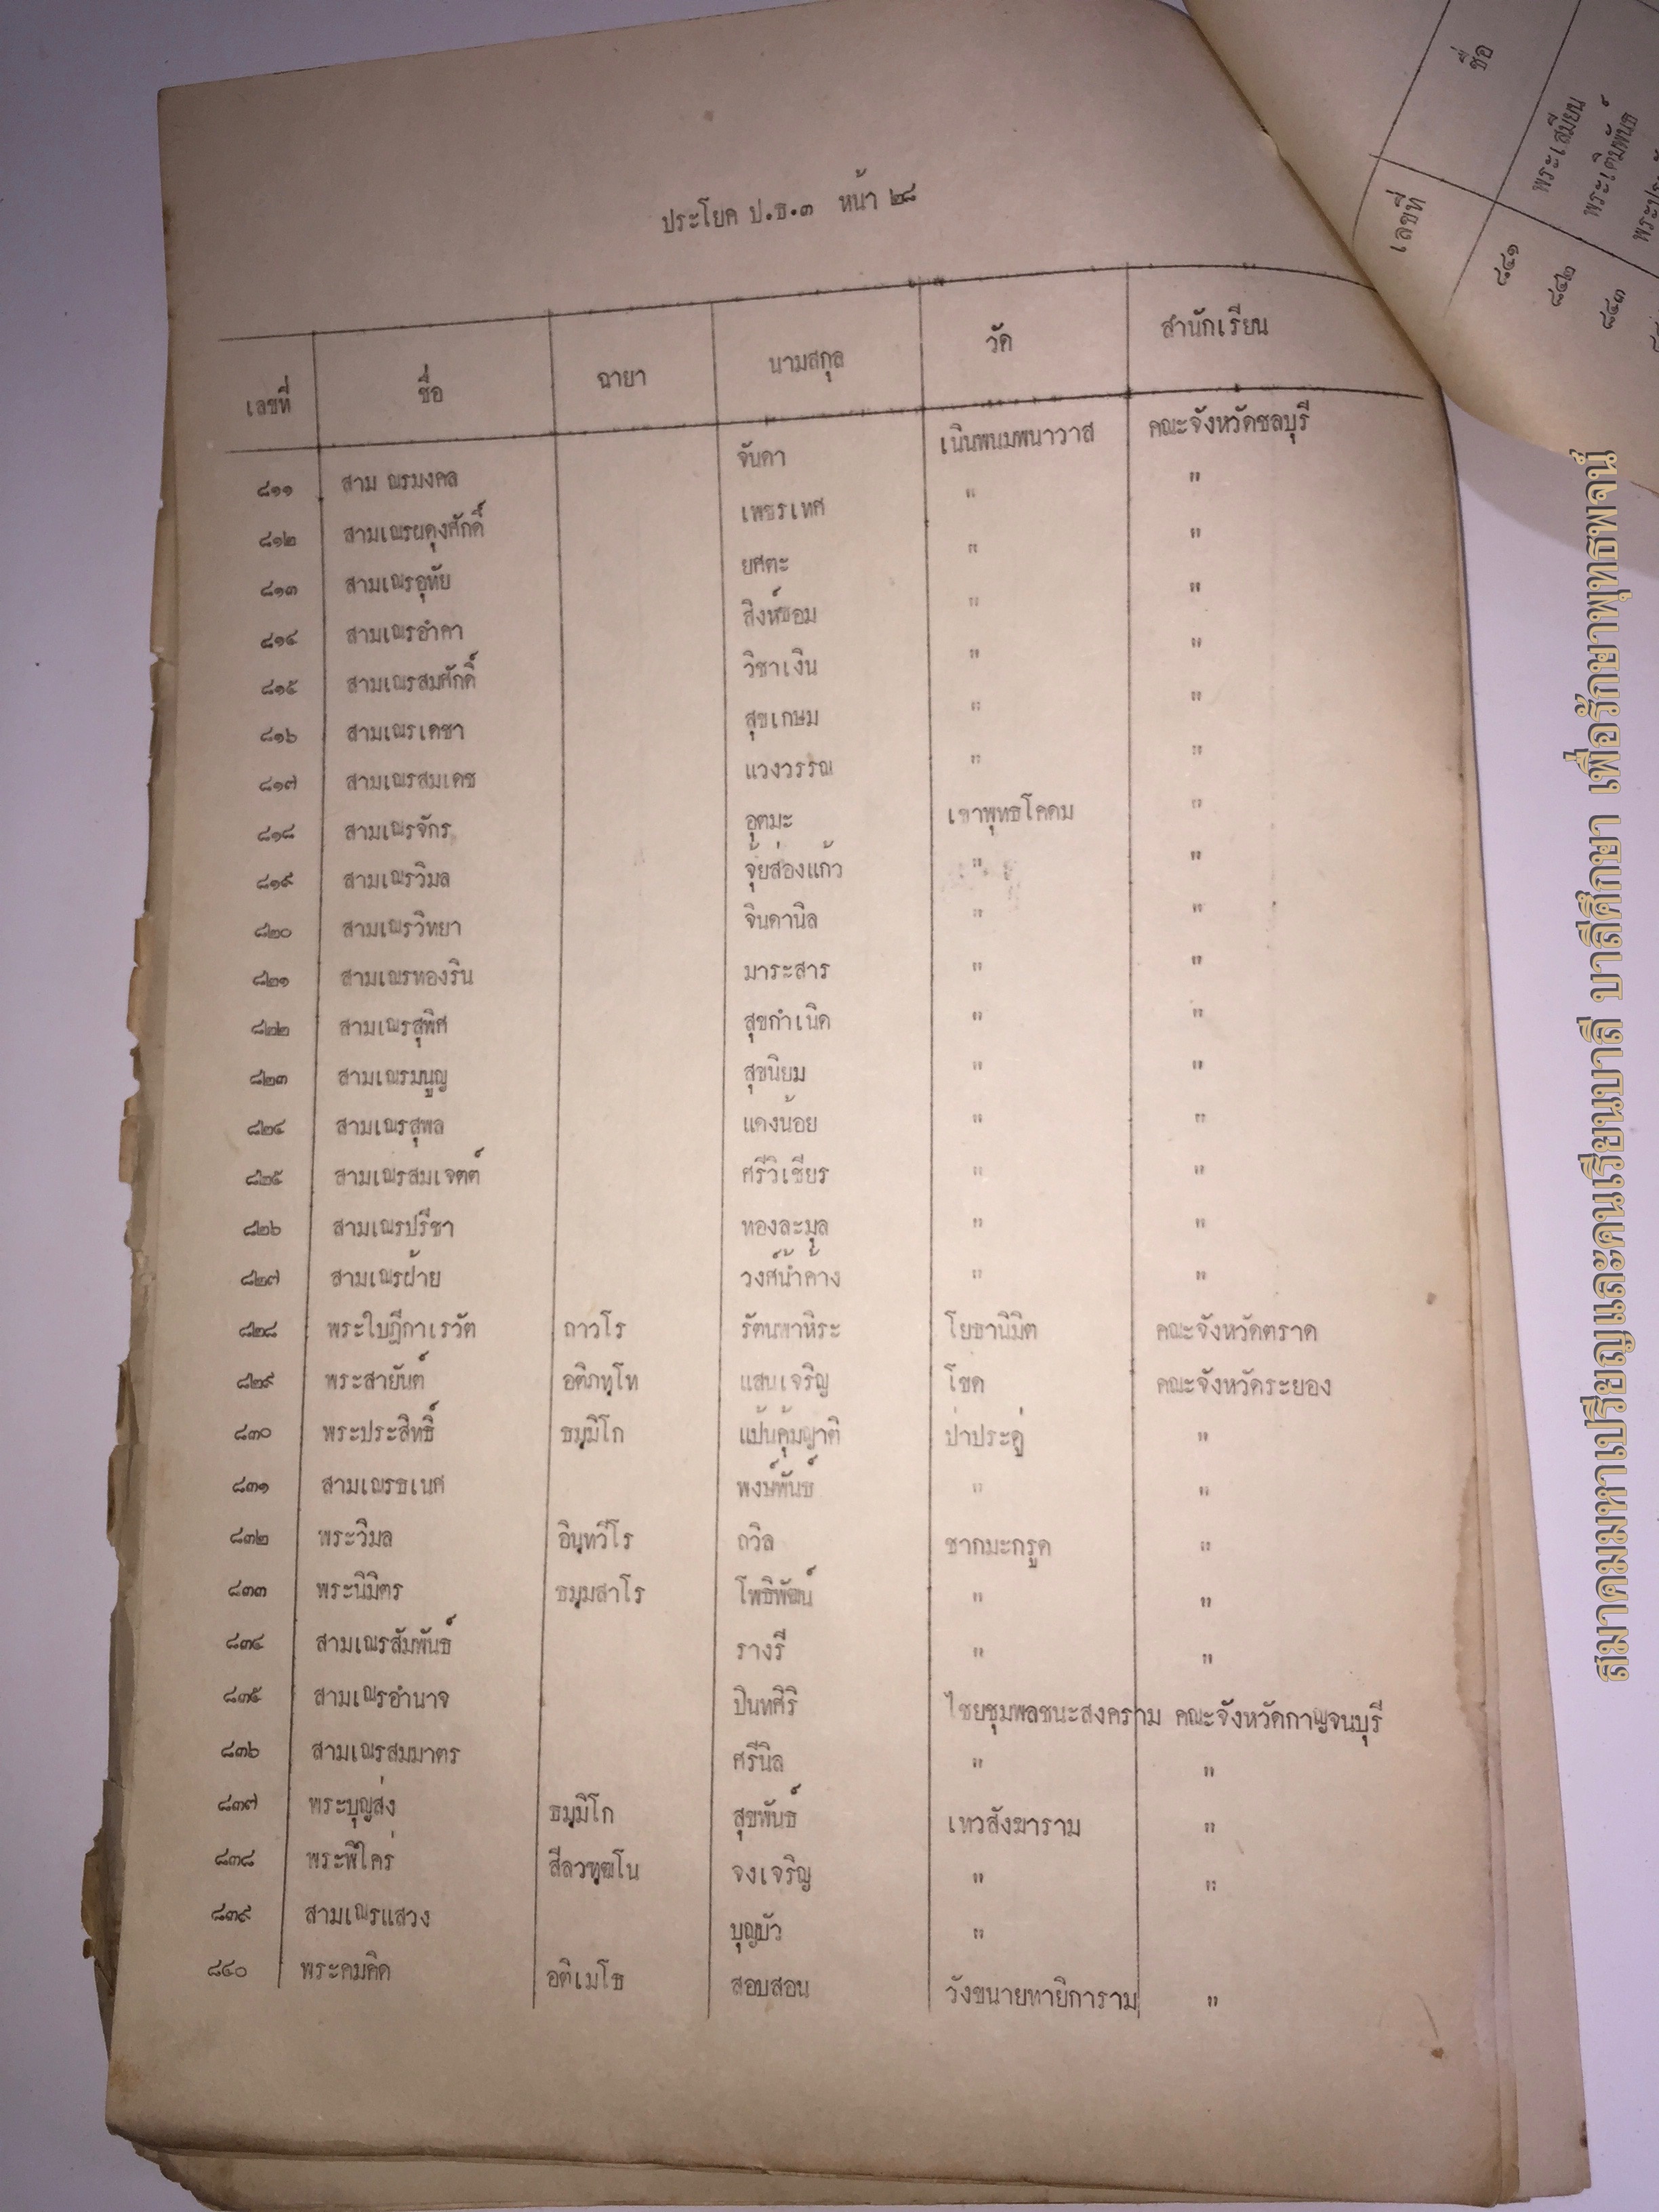 ประโยค ป.ธ.๓ หน้า ๒๘
เลขที่ ชื่อ ฉายา นามสกุล วัด สำนักเรียน
๘๑๑ สาม ณรมงคล จันดา เนินพนมพนาวาส คณะจังหวัดชลบุรี
๘๑๒ สามเณรยดุงศักดิ์ เพชรเทศ " "
๘๑๓ สามเณรอุทัย ยศตะ " "
๘๑๔ สามเณรอำดา สิงห์ซอม " "
๘๑๕ สามเณรสมศักดิ์ วิชาเงิน " "
๘๑๖ สามเณรเดชา สุขเกษม " "
๘๑๗ สามเณรสมเดช แวงวรรณ " "
๘๑๘ สามเณรจักร อุตมะ เขาพุทธโคดม "
๘๑๙ สามเณรวิมล จุ้ยส่องแก้ว " "
๘๒๐ สามเณรวิทยา จินดานิล " "
๘๒๑ สามเณรทองริน มาระสาร " "
๘๒๒ สามเณรสุพิศ สุขกำเนิด " "
๘๒๓ สามเณรมนูญ สุขนิยม " "
๘๒๔ สามเณรสุพล แดงน้อย " "
๘๒๕ สามเณรสมเจตต์ ศรีวิเชียร " "
๘๒๖ สามเณรปรีชา ทองละมุล " "
๘๒๗ สามเณรฝ้าย วงศ์น้ำค้าง " "
๘๒๘ พระใบฎีกาเรวัต ถาวโร รัตนพาหิระ โยธานิมิต คณะจังหวัดตราด
๘๒๙ พระสายันต์ อติภทฺโท แสนเจริญ โขด คณะจังหวัดระยอง
๘๓๐ พระประสิทธิ์ ธมฺมิโก แป้นคุ้มญาติ ป่าประดู่ "
๘๓๑ สามเณรธเนศ พงษ์พันธ์ " "
๘๓๒ พระวิมล อินฺทวีโร ถวิล ชากมะกรูด "
๘๓๓ พระนิมิตร ธมฺมสาโร โพธิพัฒน์ " "
๘๓๔ สามเณรสัมพันธ์ รางรี " "
๘๓๕ สามเณรอำนาจ ปินทศิริ ไชยชุมพลชนะสงคราม คณะจังหวัดกาญจนบุรี
๘๓๖ สามเณรสมมาตร ศรีนิล " "
๘๓๗ พระบุญส่ง ธมฺมิโก สุขพันธ์ เทวสังฆาราม "
๘๓๘ พระพิใคร่ สีลวฑฺฒโน จงเจริญ " "
๘๓๙ สามเณรแสวง บุญบัว "
๘๔๐ พระคมคิด อติเมโธ สอบสอน วังขนายทายิการาม "
เลขที่ ชื่อ
๘๔๑ พระเสมียน
๘๔๒ พระเติมพันธ์
๘๔๓
สมาคมมหาเปรียญและคนเรียนบาลี บาลีศึกษา เพื่อรักษาพุทธพจน์